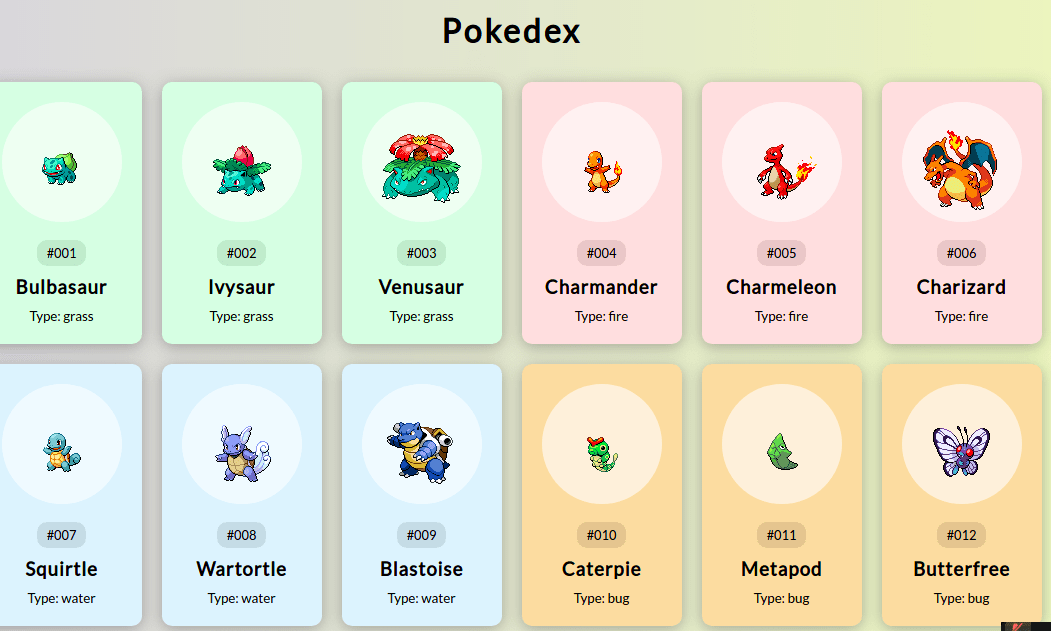 Pokedex
#001
Bulbasaur
Type: grass
#002
Ivysaur
Type: grass
#003
Venusaur
Type: grass
#004
Charmander
Type: fire
#005
Charmeleon
Type: fire
#006
Charizard
Type: fire
#007
Squirtle
Type: water
#008
Wartortle
Type: water
#009
Blastoise
Type: water
#010
Caterpie
Type: bug
#011
Metapod
Type: bug
#012
Butterfree
Type: bug